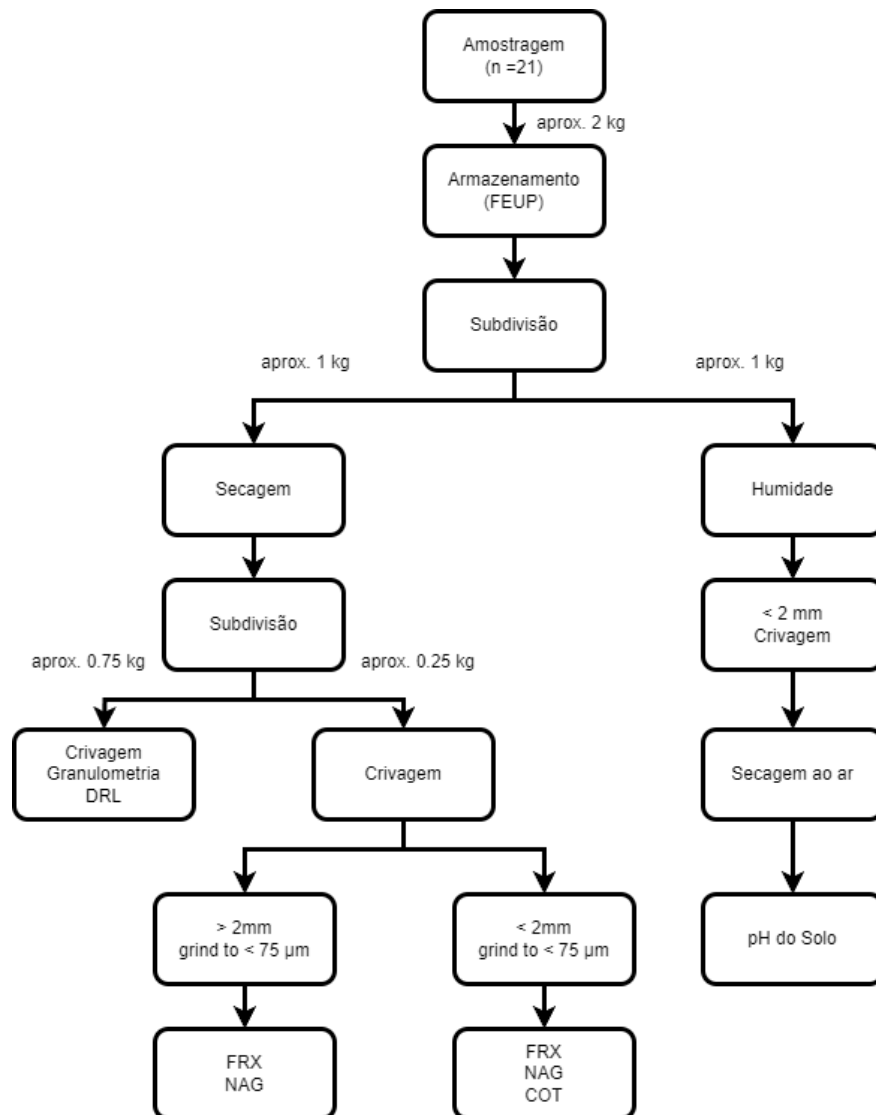 Amostragem
(n =21)
aprox. 2 kg
Armazenamento
(FEUP)
Subdivisão
aprox. 1 kg
aprox. 1 kg
Secagem
Humidade
Subdivisão
< 2 mm
Crivagem
aprox. 0.75 kg
aprox. 0.25 kg
Crivagem
Granulometria
DRL
Crivagem
Secagem ao ar
> 2mm
grind to < 75 µm
< 2mm
grind to < 75 µm
pH do Solo
FRX
NAG
FRX
NAG
COT